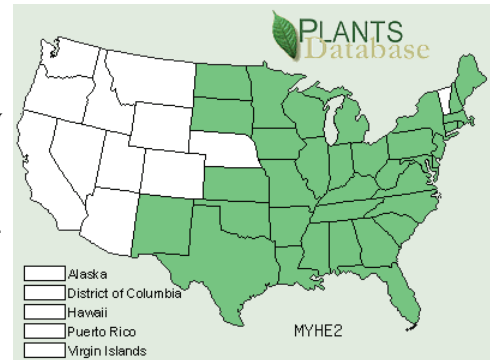 PLANTS
Database
Alaska
District of Columbia
Hawaii
Puerto Rico
Virgin Islands
MYHE2